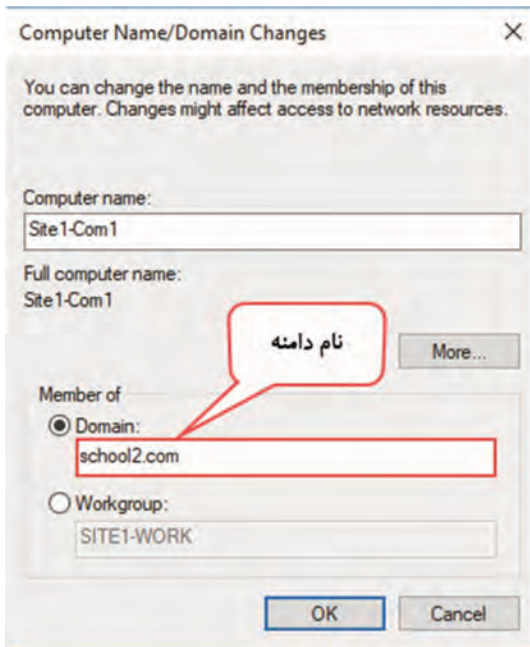 Computer Name/Domain Changes
You can change the name and the membership of this
computer. Changes might affect access to network resources.
Computer name:
Site1-Com1
Full computer name:
Site1-Com1
نام دامنه
More...
Member of
Domain:
school2.com
Workgroup:
SITE1-WORK
OK
Cancel